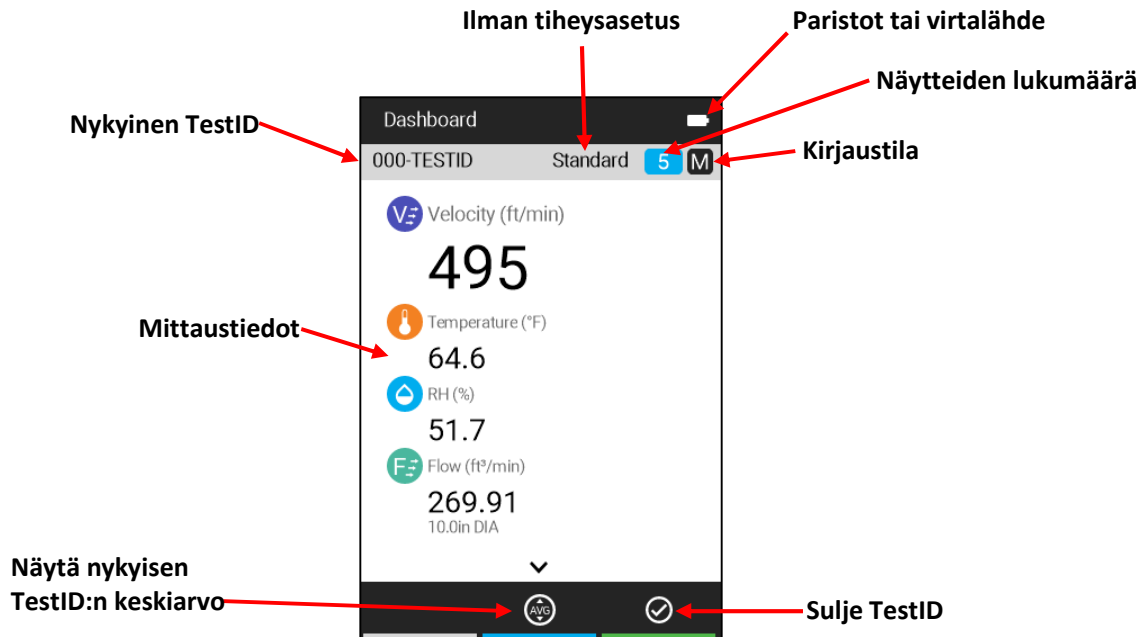 Ilman tiheysasetus
Paristot tai virtalähde
Näytteiden lukumäärä
Nykyinen TestID
Kirjaustila
Dashboard
000-TESTID Standard 5 M
V Velocity (ft/min)
495
Mittaustiedot
Temperature (°F)
64.6
RH (%)
51.7
F Flow (ft³/min)
269.91
10.0in DIA
Näytä nykyisen
TestID:n keskiarvo
AVG
Sulje TestID